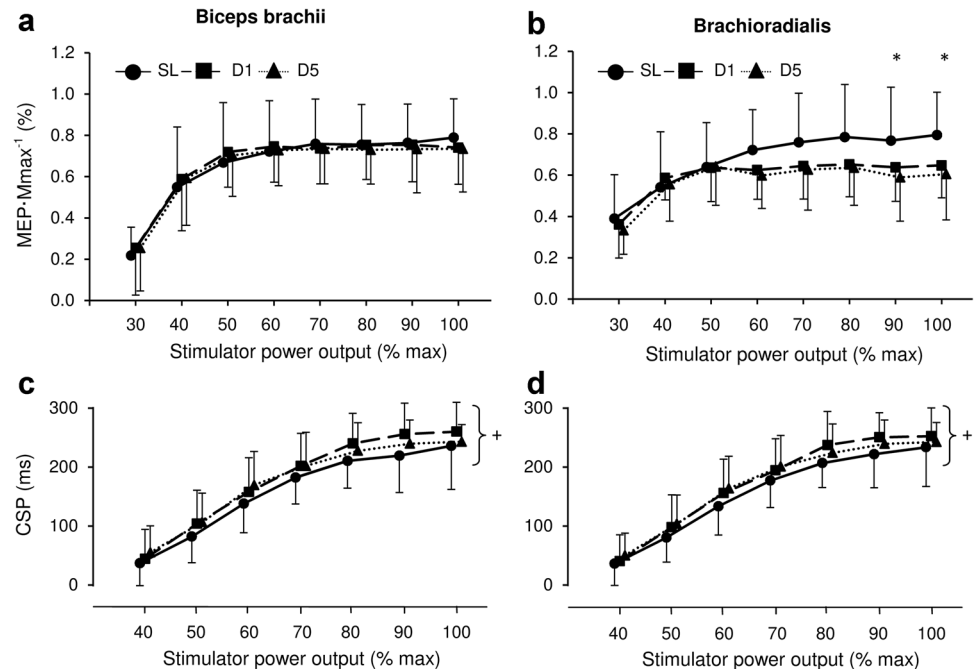 a
Biceps brachii
1.2
SL
D1
D5
1.0
0.8
0.6
0.4
0.2
0.0
MEP·Mmax⁻¹ (%)
30 40 50 60 70 80 90 100
Stimulator power output (% max)
b
Brachioradialis
1.2
* *
SL
D1
D5
1.0
0.8
0.6
0.4
0.2
0.0
30 40 50 60 70 80 90 100
Stimulator power output (% max)
c
300
+
200
100
0
CSP (ms)
40 50 60 70 80 90 100
Stimulator power output (% max)
d
300
+
200
100
0
40 50 60 70 80 90 100
Stimulator power output (% max)